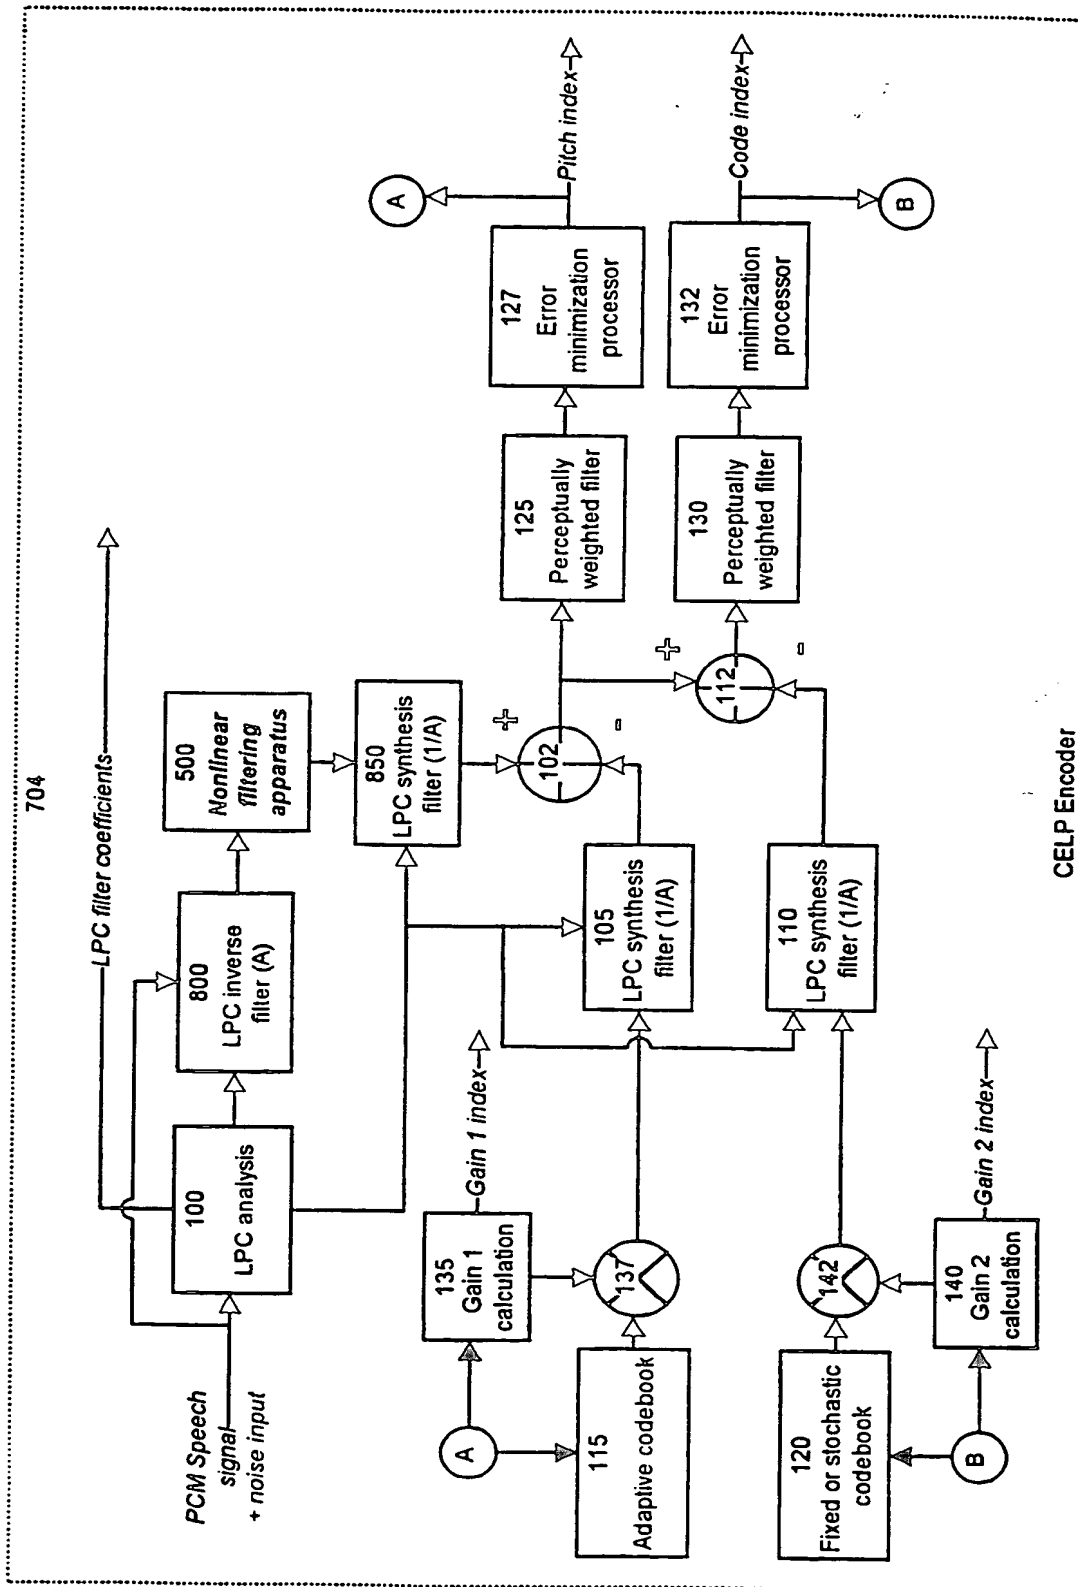 704
LPC filter coefficients
PCM Speech
signal
+ noise input
100
LPC analysis
800
LPC inverse
filter (A)
500
Nonlinear
filtering
apparatus
850
LPC synthesis
filter (1/A)
135
Gain 1
calculation
Gain 1 index
A
115
Adaptive codebook
137
105
LPC synthesis
filter (1/A)
102
+
-
125
Perceptually
weighted filter
127
Error
minimization
processor
A
Pitch index
120
Fixed or stochastic
codebook
142
110
LPC synthesis
filter (1/A)
112
+
-
130
Perceptually
weighted filter
132
Error
minimization
processor
Code index
B
B
140
Gain 2
calculation
Gain 2 index
CELP Encoder